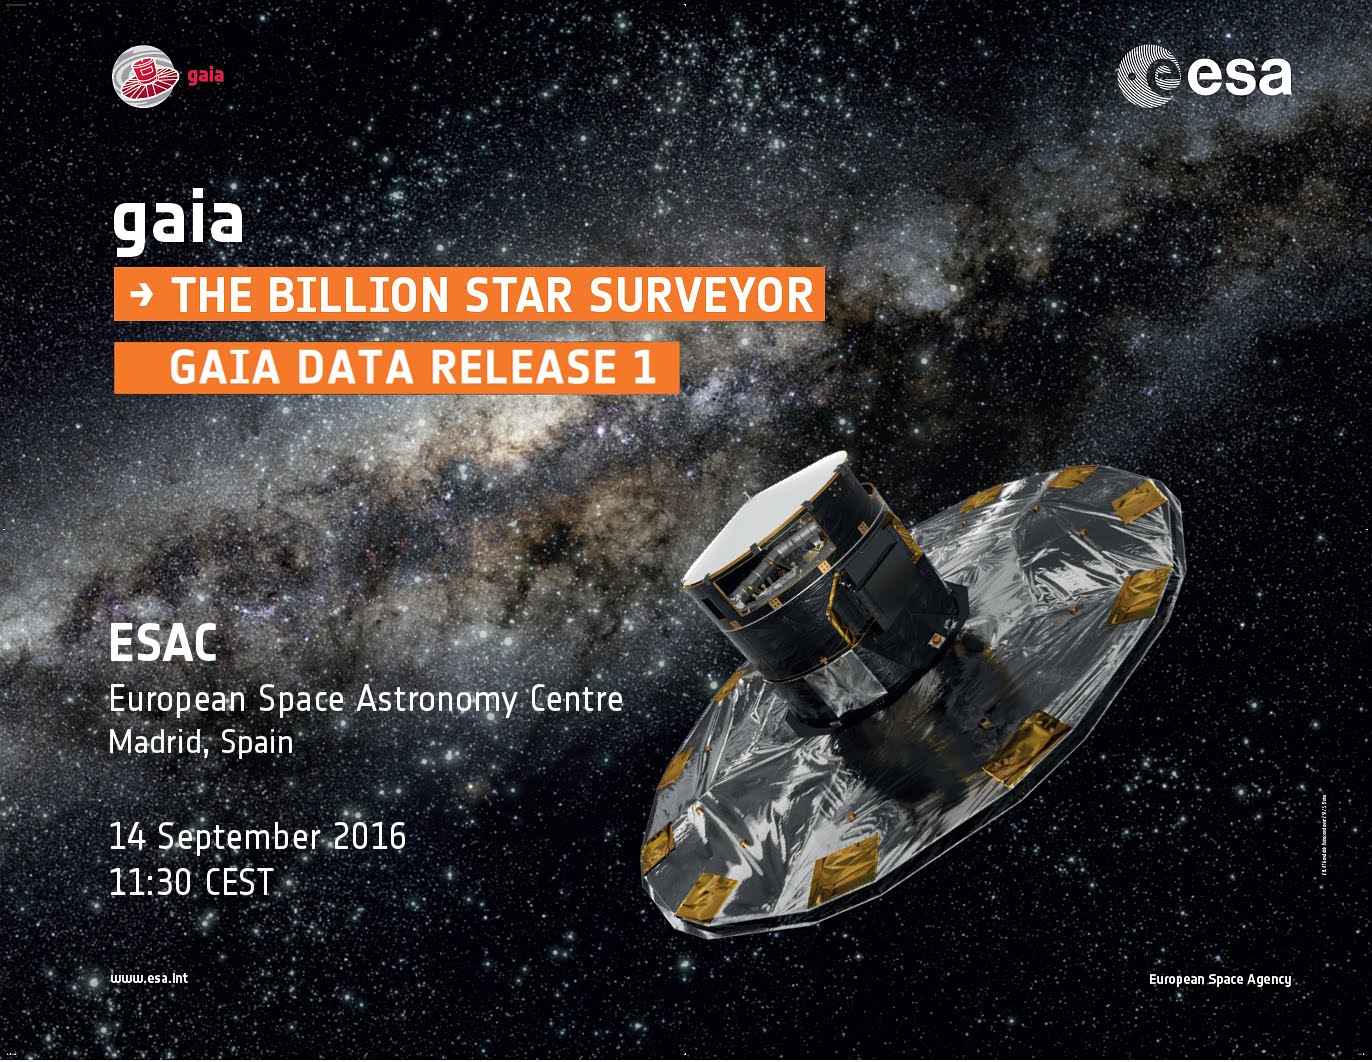 gaia
esa
gaia
→ THE BILLION STAR SURVEYOR
GAIA DATA RELEASE 1
ESAC
European Space Astronomy Centre
Madrid, Spain
14 September 2016
11:30 CEST
www.esa.int
European Space Agency